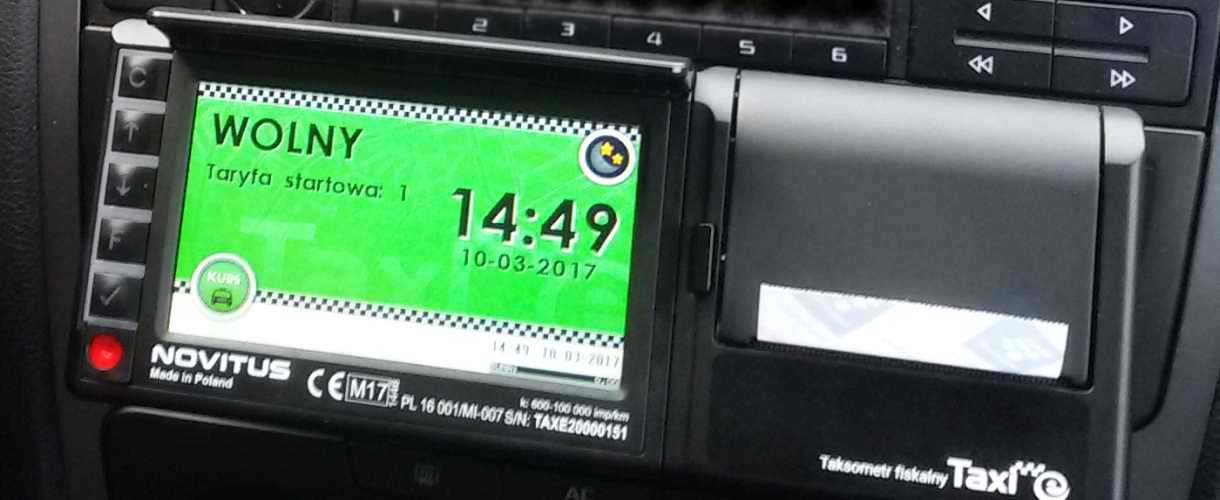 1 2 3 4 5 6
C
F
WOLNY
Taryfa startowa: 1
14:49
10-03-2017
KURS
14:49 10-03-2017
NOVITUS
Made in Poland
CE M17
PL 16 001/MI-007 S/N: TAXE20000151
k: 600-100 000 imp/km
Taksometr fiskalny Taxi e